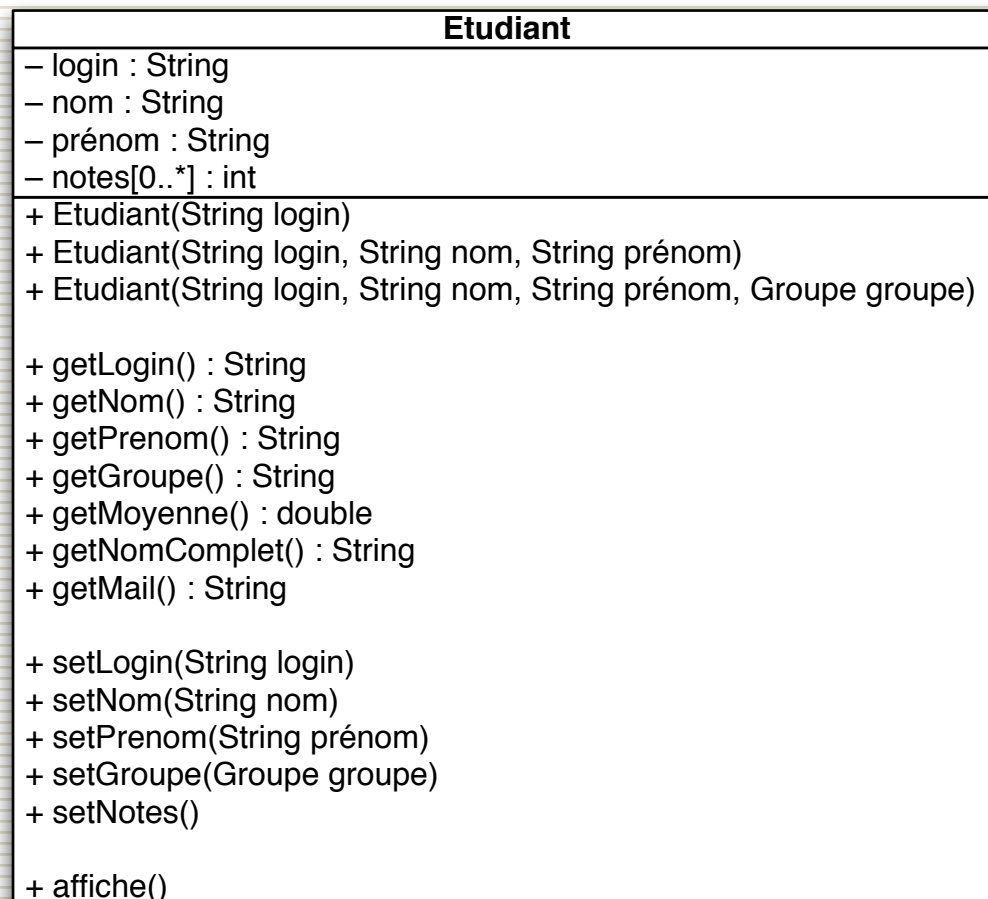 Etudiant
– login : String
– nom : String
– prénom : String
– notes[0..*] : int
+ Etudiant(String login)
+ Etudiant(String login, String nom, String prénom)
+ Etudiant(String login, String nom, String prénom, Groupe groupe)
+ getLogin() : String
+ getNom() : String
+ getPrenom() : String
+ getGroupe() : String
+ getMoyenne() : double
+ getNomComplet() : String
+ getMail() : String
+ setLogin(String login)
+ setNom(String nom)
+ setPrenom(String prénom)
+ setGroupe(Groupe groupe)
+ setNotes()
+ affiche()